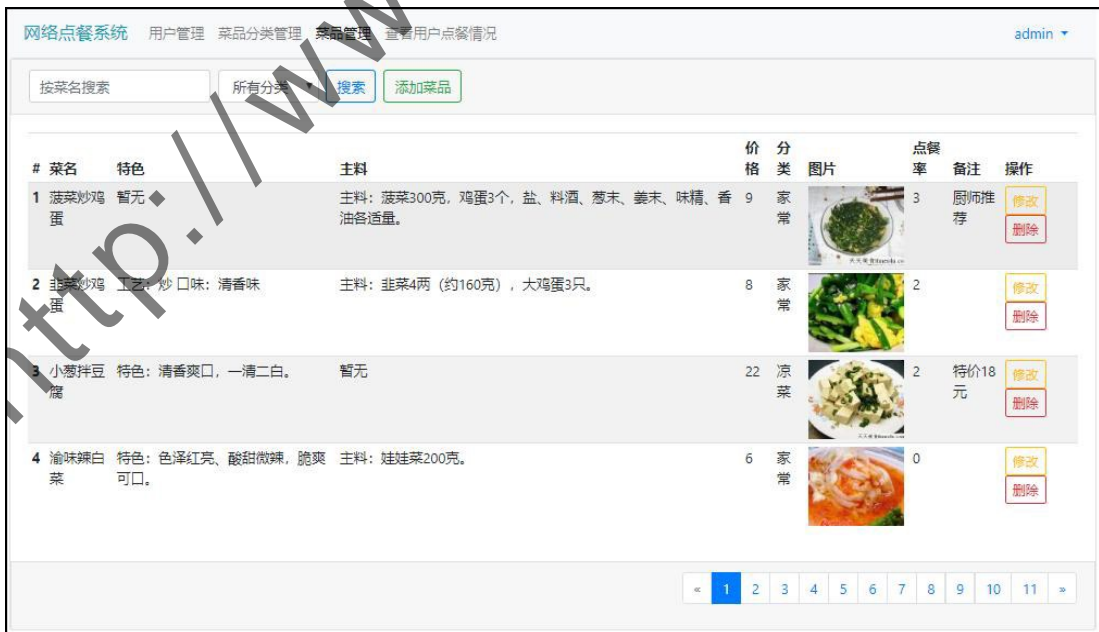 网络点餐系统 用户管理 菜品分类管理 菜品管理 查看用户点餐情况 admin
按菜名搜索 所有分类 搜索 添加菜品
# 菜名 特色 主料 价格 分类 图片 点餐率 备注 操作
1 菠菜炒鸡蛋 暂无 主料：菠菜300克，鸡蛋3个，盐、料酒、葱末、姜末、味精、香
油各适量。 9 家常 3 厨师推荐 修改
删除
2 韭菜炒鸡蛋 工艺：炒 口味：清香味 主料：韭菜4两（约160克），大鸡蛋3只。 8 家常 2 修改
删除
3 小葱拌豆腐 特色：清香爽口，一清二白。 暂无 22 凉菜 2 特价18元 修改
删除
4 渝味辣白菜 特色：色泽红亮、酸甜微辣，脆爽
可口。 主料：娃娃菜200克。 6 家常 0 修改
删除
« 1 2 3 4 5 6 7 8 9 10 11 »
http://ww